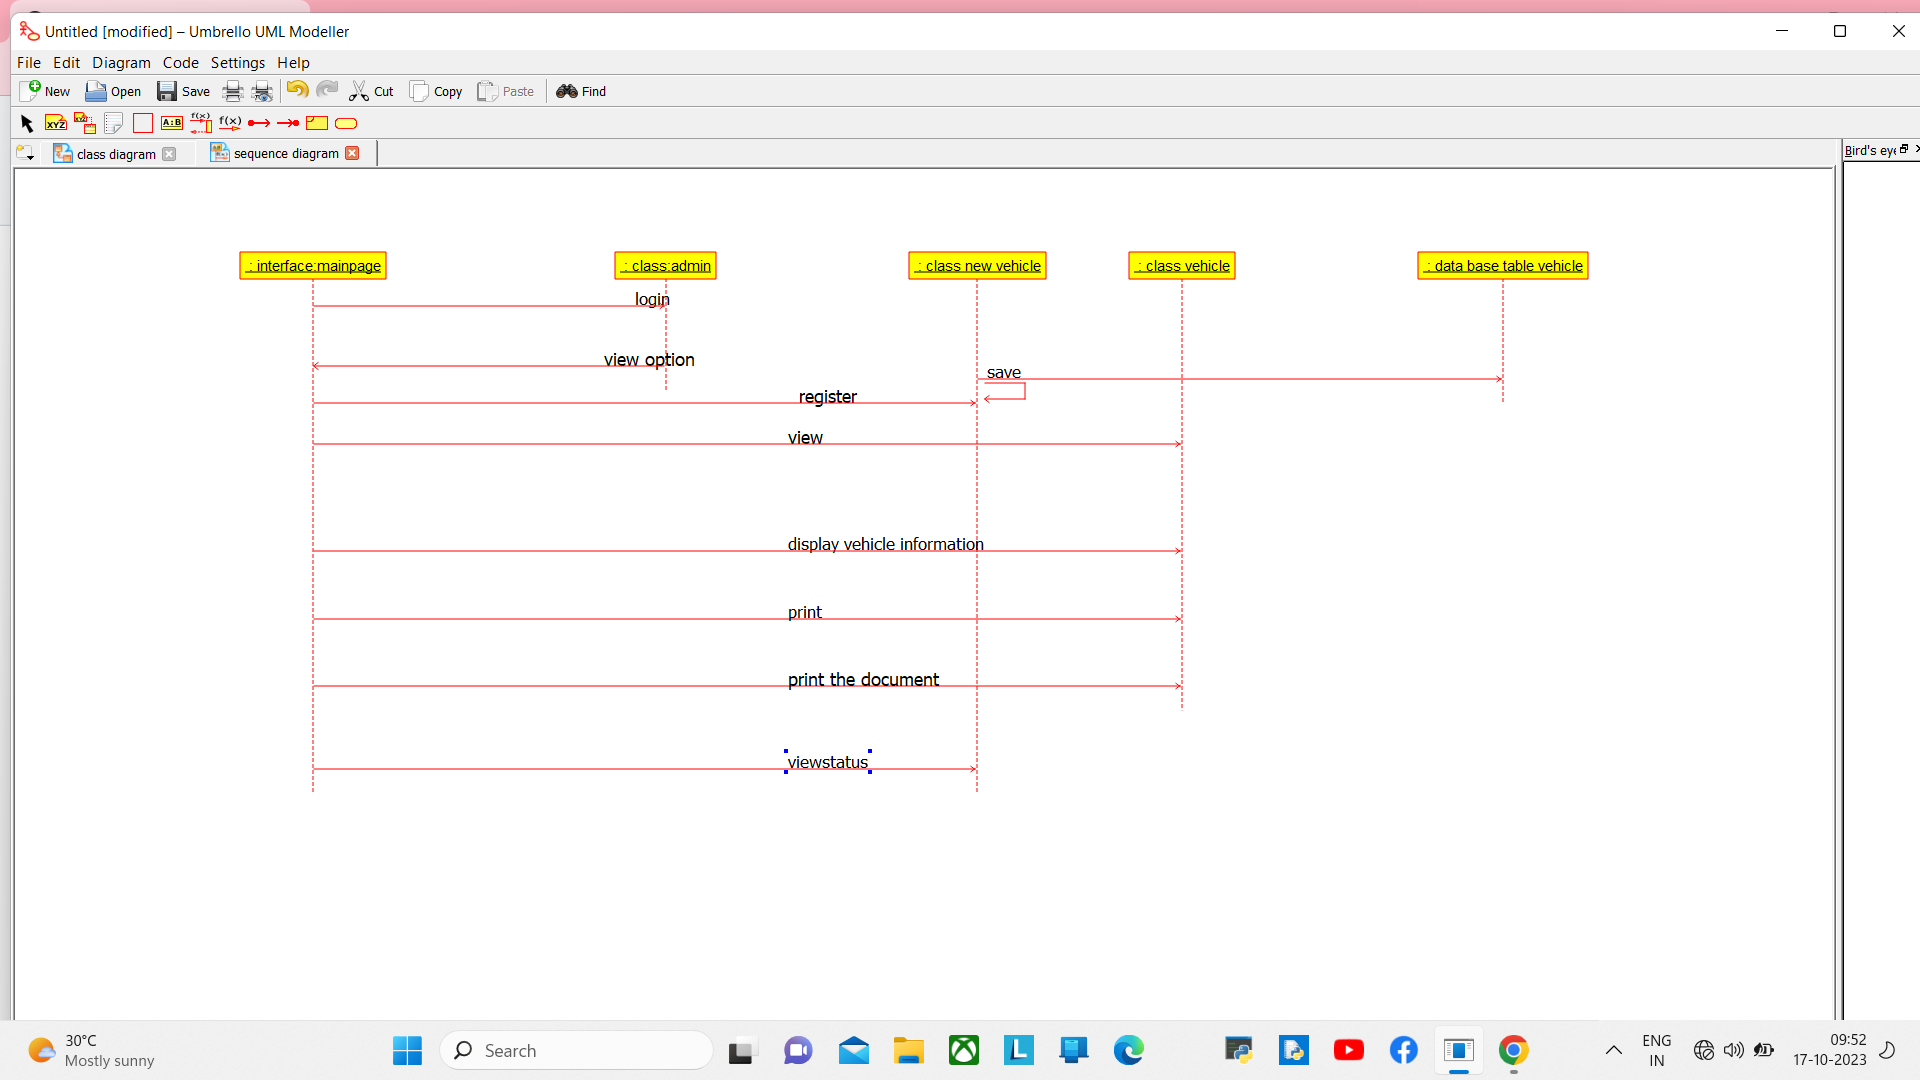 Untitled [modified] – Umbrello UML Modeller
File Edit Diagram Code Settings Help
New Open Save Cut Copy Paste Find
XYZ XYZ A:B f(x) f(x)
class diagram sequence diagram
Bird's eye
: interface:mainpage : class:admin : class new vehicle : class vehicle : data base table vehicle
login
view option
save
register
view
display vehicle information
print
print the document
viewstatus
30°C
Mostly sunny
Search
L
ENG
IN
09:52
17-10-2023